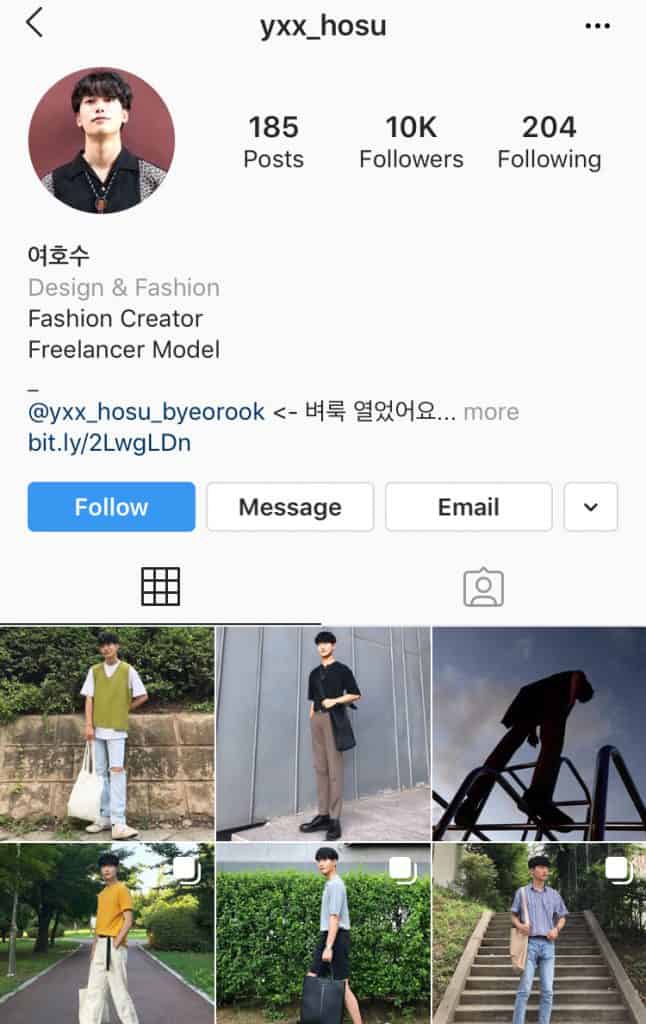 yxx_hosu
185 10K 204
Posts Followers Following
여호수
Design & Fashion
Fashion Creator
Freelancer Model
_
@yxx_hosu_byeorook <- 벼룩 열었어요... more
bit.ly/2LwgLDn
Follow Message Email